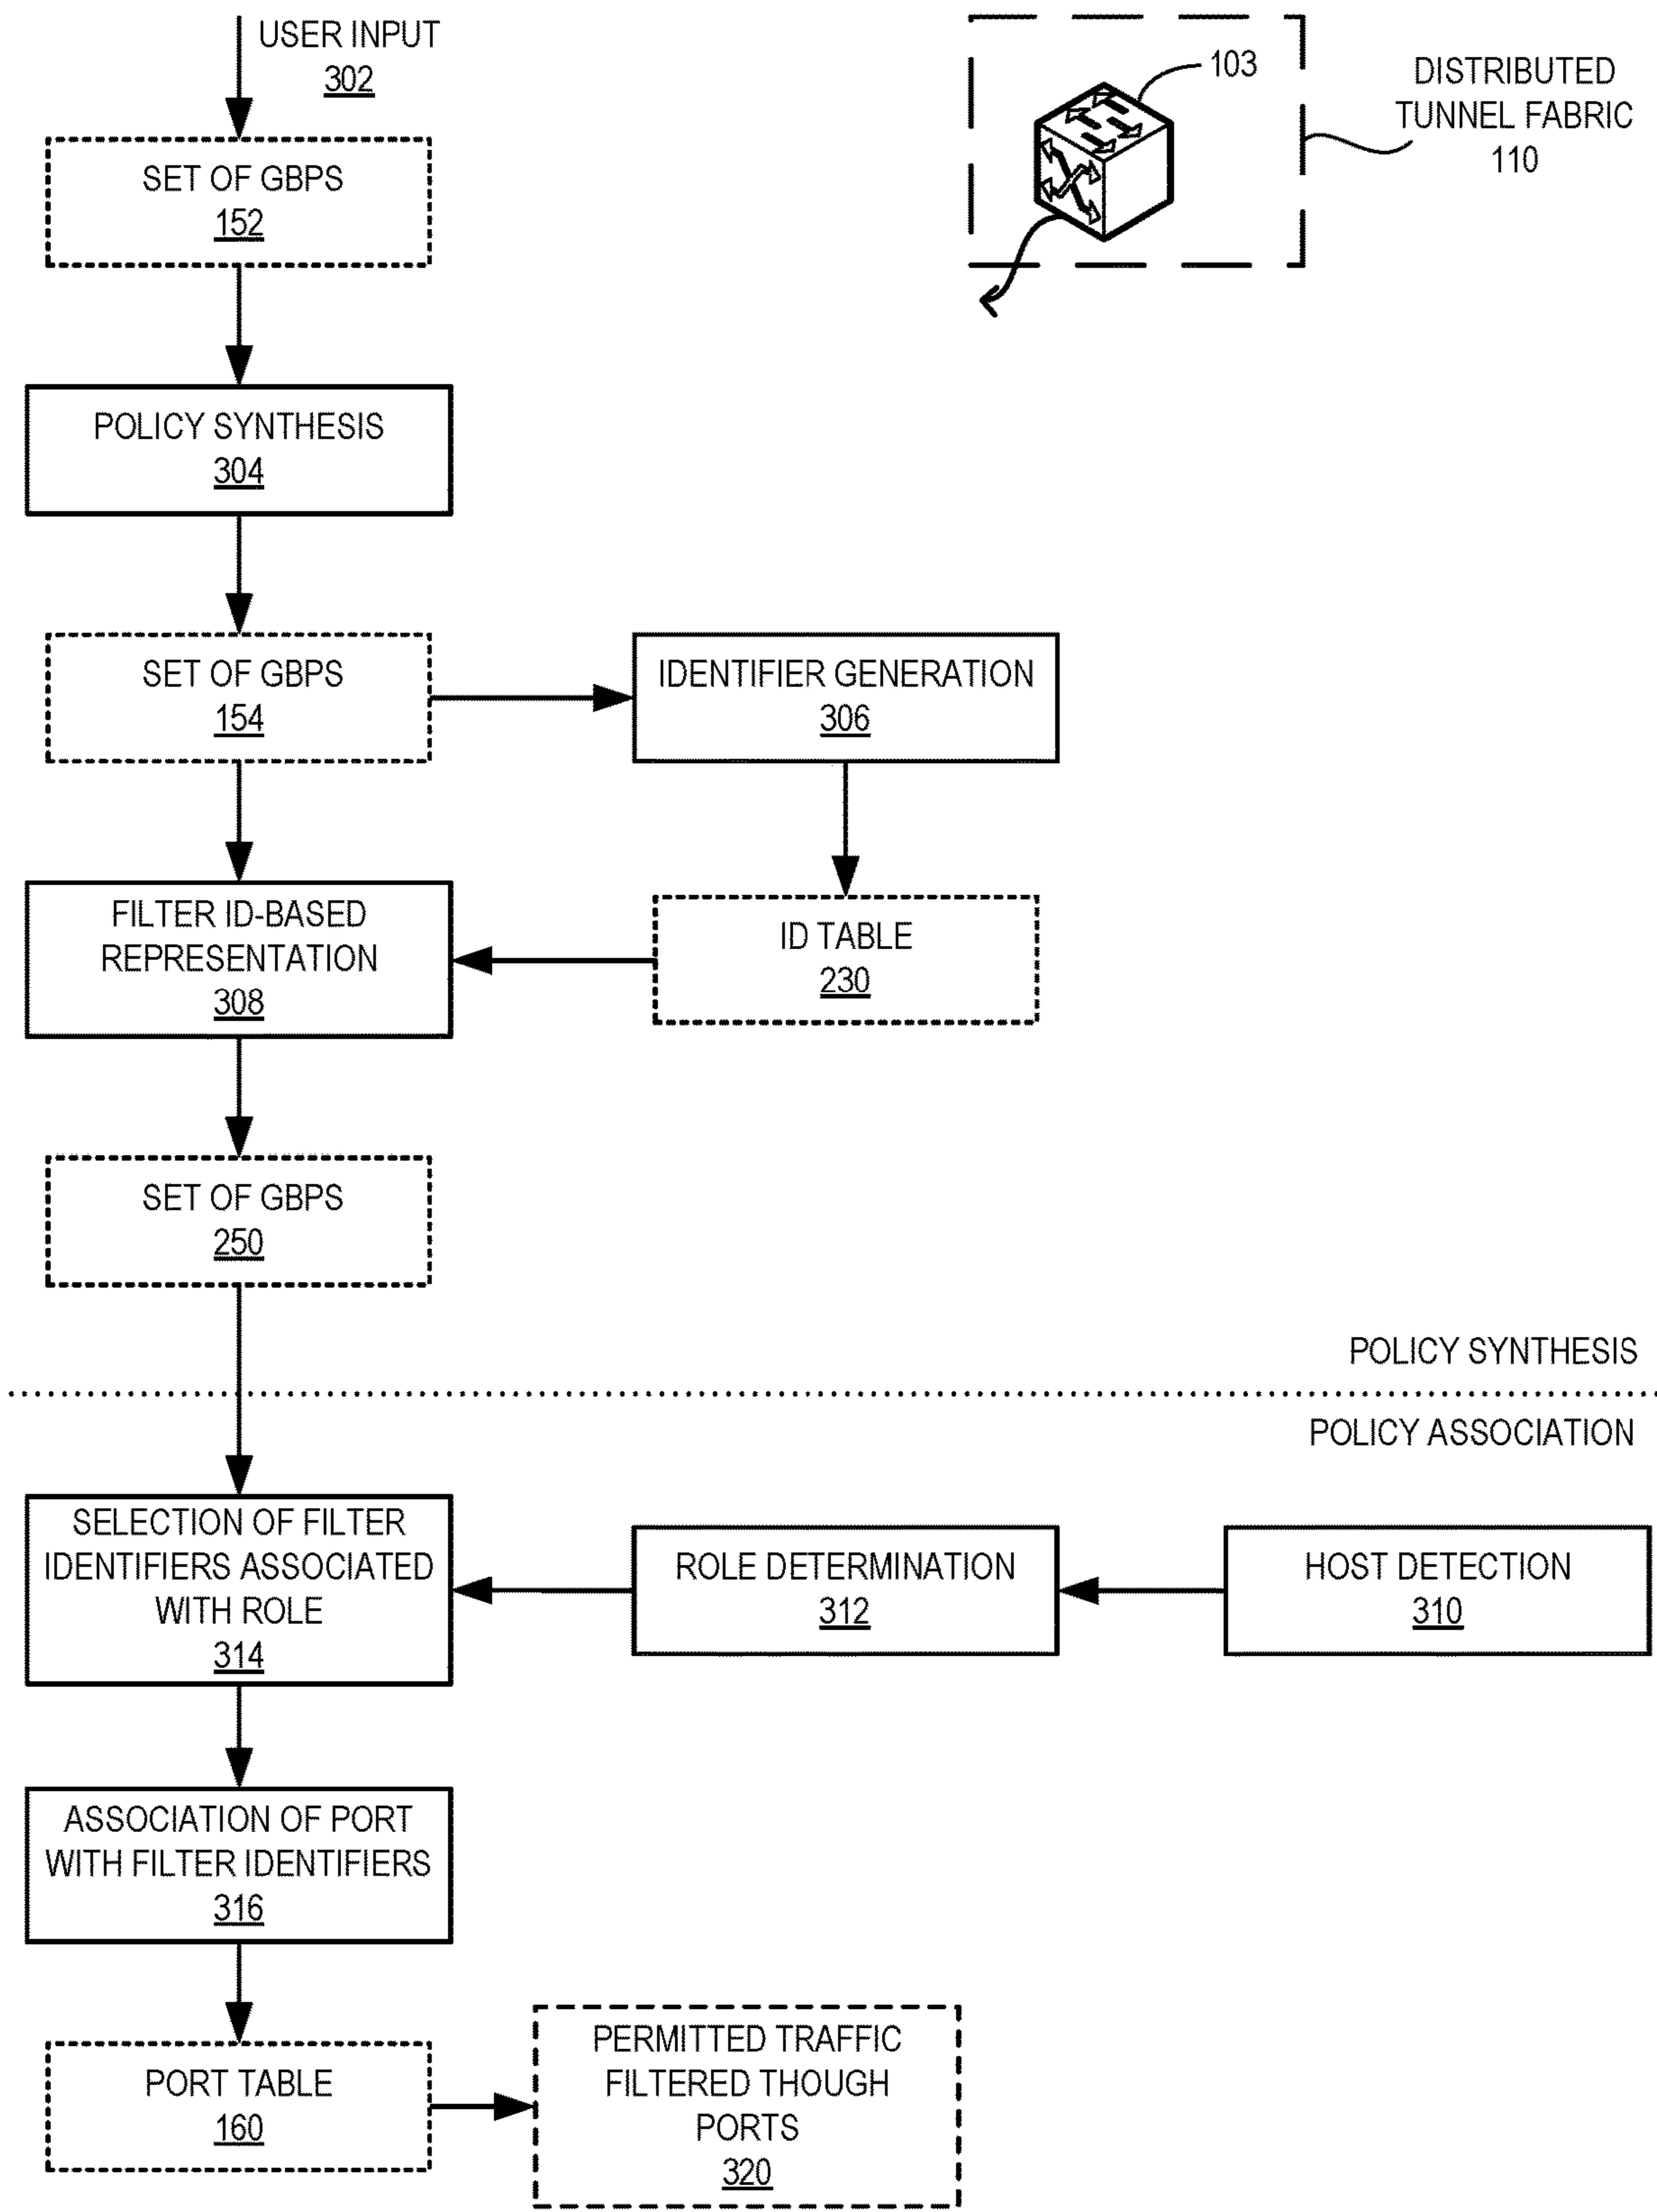 USER INPUT
302
103
DISTRIBUTED
TUNNEL FABRIC
110
SET OF GBPS
152
POLICY SYNTHESIS
304
SET OF GBPS
154
IDENTIFIER GENERATION
306
FILTER ID-BASED
REPRESENTATION
308
ID TABLE
230
SET OF GBPS
250
POLICY SYNTHESIS
POLICY ASSOCIATION
SELECTION OF FILTER
IDENTIFIERS ASSOCIATED
WITH ROLE
314
ROLE DETERMINATION
312
HOST DETECTION
310
ASSOCIATION OF PORT
WITH FILTER IDENTIFIERS
316
PORT TABLE
160
PERMITTED TRAFFIC
FILTERED THOUGH
PORTS
320